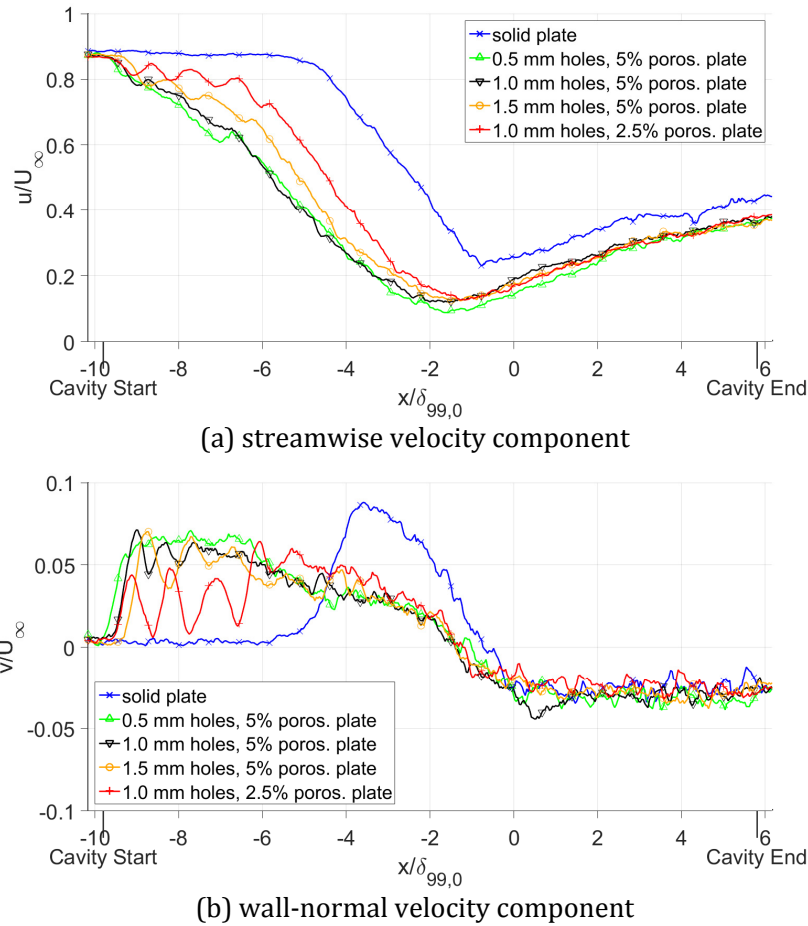 1
0.8
0.6
0.4
0.2
0
u/U∞
solid plate
0.5 mm holes, 5% poros. plate
1.0 mm holes, 5% poros. plate
1.5 mm holes, 5% poros. plate
1.0 mm holes, 2.5% poros. plate
-10 -8 -6 -4 -2 0 2 4 6
Cavity Start x/δ99,0 Cavity End
(a) streamwise velocity component
0.1
0.05
0
-0.05
-0.1
v/U∞
solid plate
0.5 mm holes, 5% poros. plate
1.0 mm holes, 5% poros. plate
1.5 mm holes, 5% poros. plate
1.0 mm holes, 2.5% poros. plate
-10 -8 -6 -4 -2 0 2 4 6
Cavity Start x/δ99,0 Cavity End
(b) wall-normal velocity component